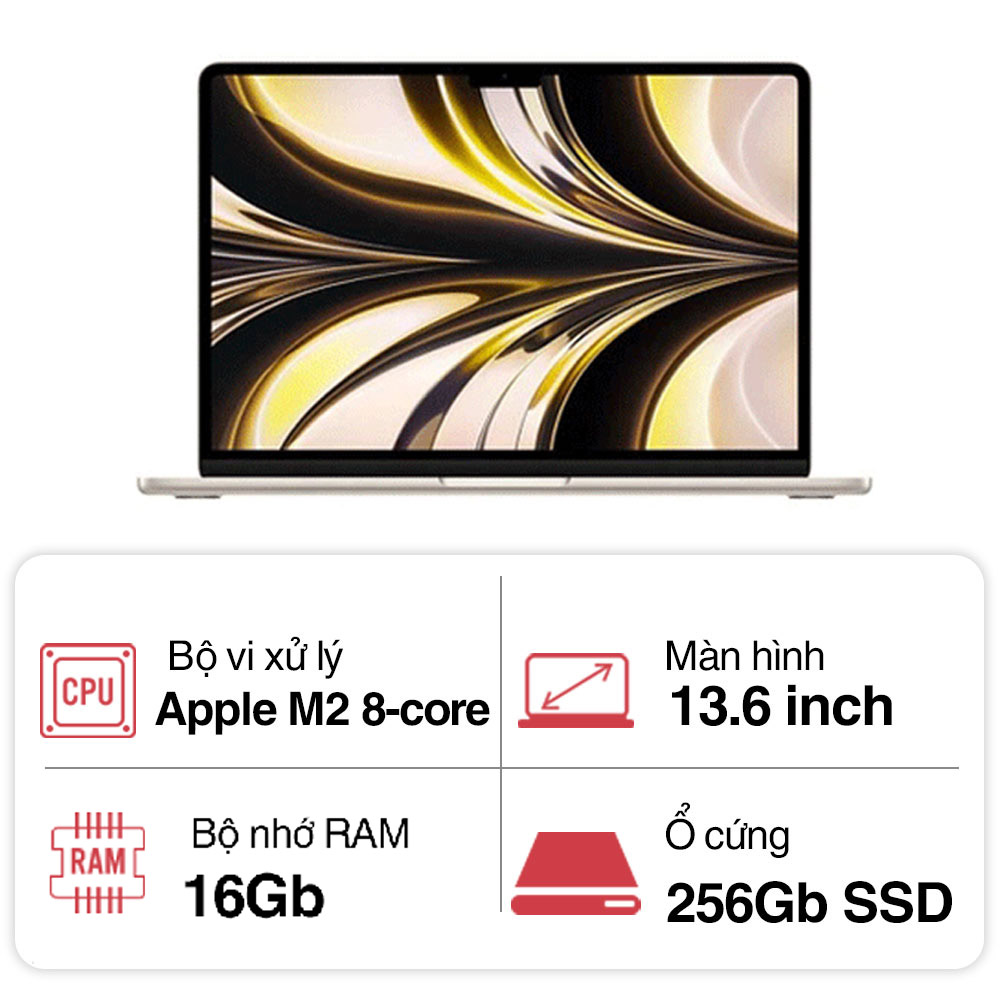 CPU
Bộ vi xử lý
Apple M2 8-core
Màn hình
13.6 inch
RAM
Bộ nhớ RAM
16Gb
Ổ cứng
256Gb SSD